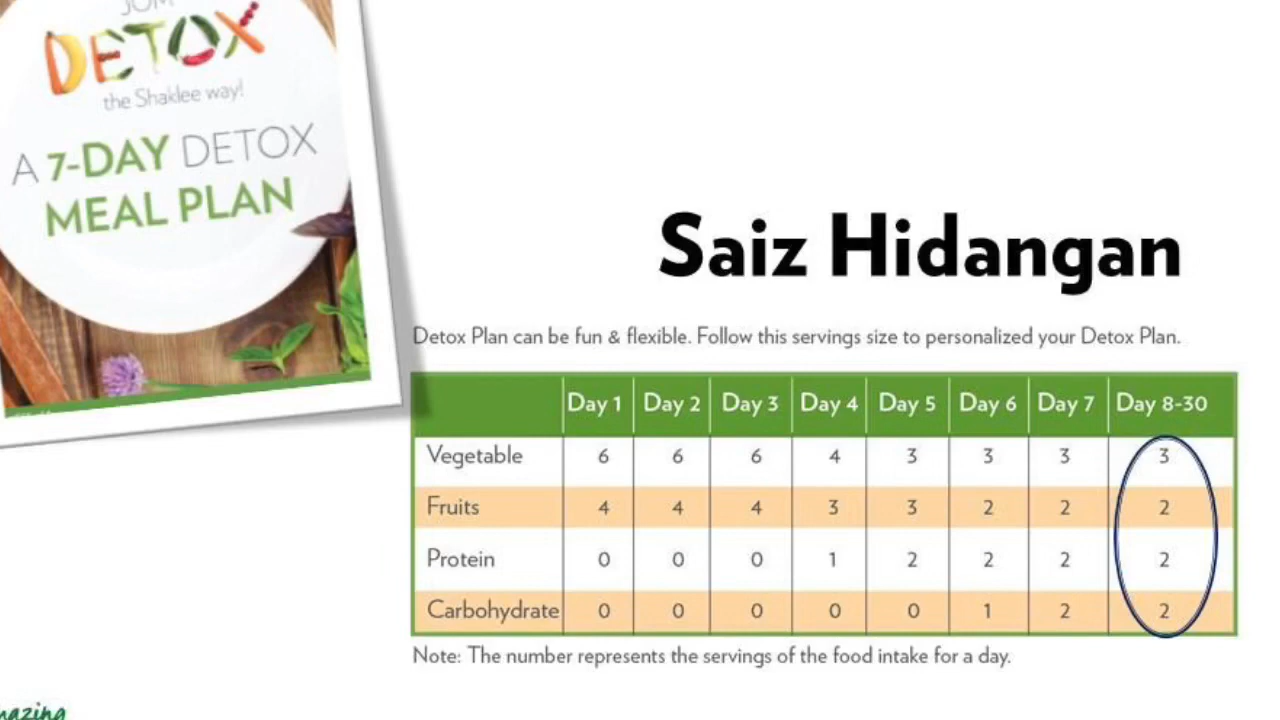 JOM
DETOX
the Shaklee way!
A 7-DAY DETOX
MEAL PLAN
Saiz Hidangan
Detox Plan can be fun & flexible. Follow this servings size to personalized your Detox Plan.
Day 1 Day 2 Day 3 Day 4 Day 5 Day 6 Day 7 Day 8-30
Vegetable 6 6 6 4 3 3 3 3
Fruits 4 4 4 3 3 2 2 2
Protein 0 0 0 1 2 2 2 2
Carbohydrate 0 0 0 0 0 1 2 2
Note: The number represents the servings of the food intake for a day.